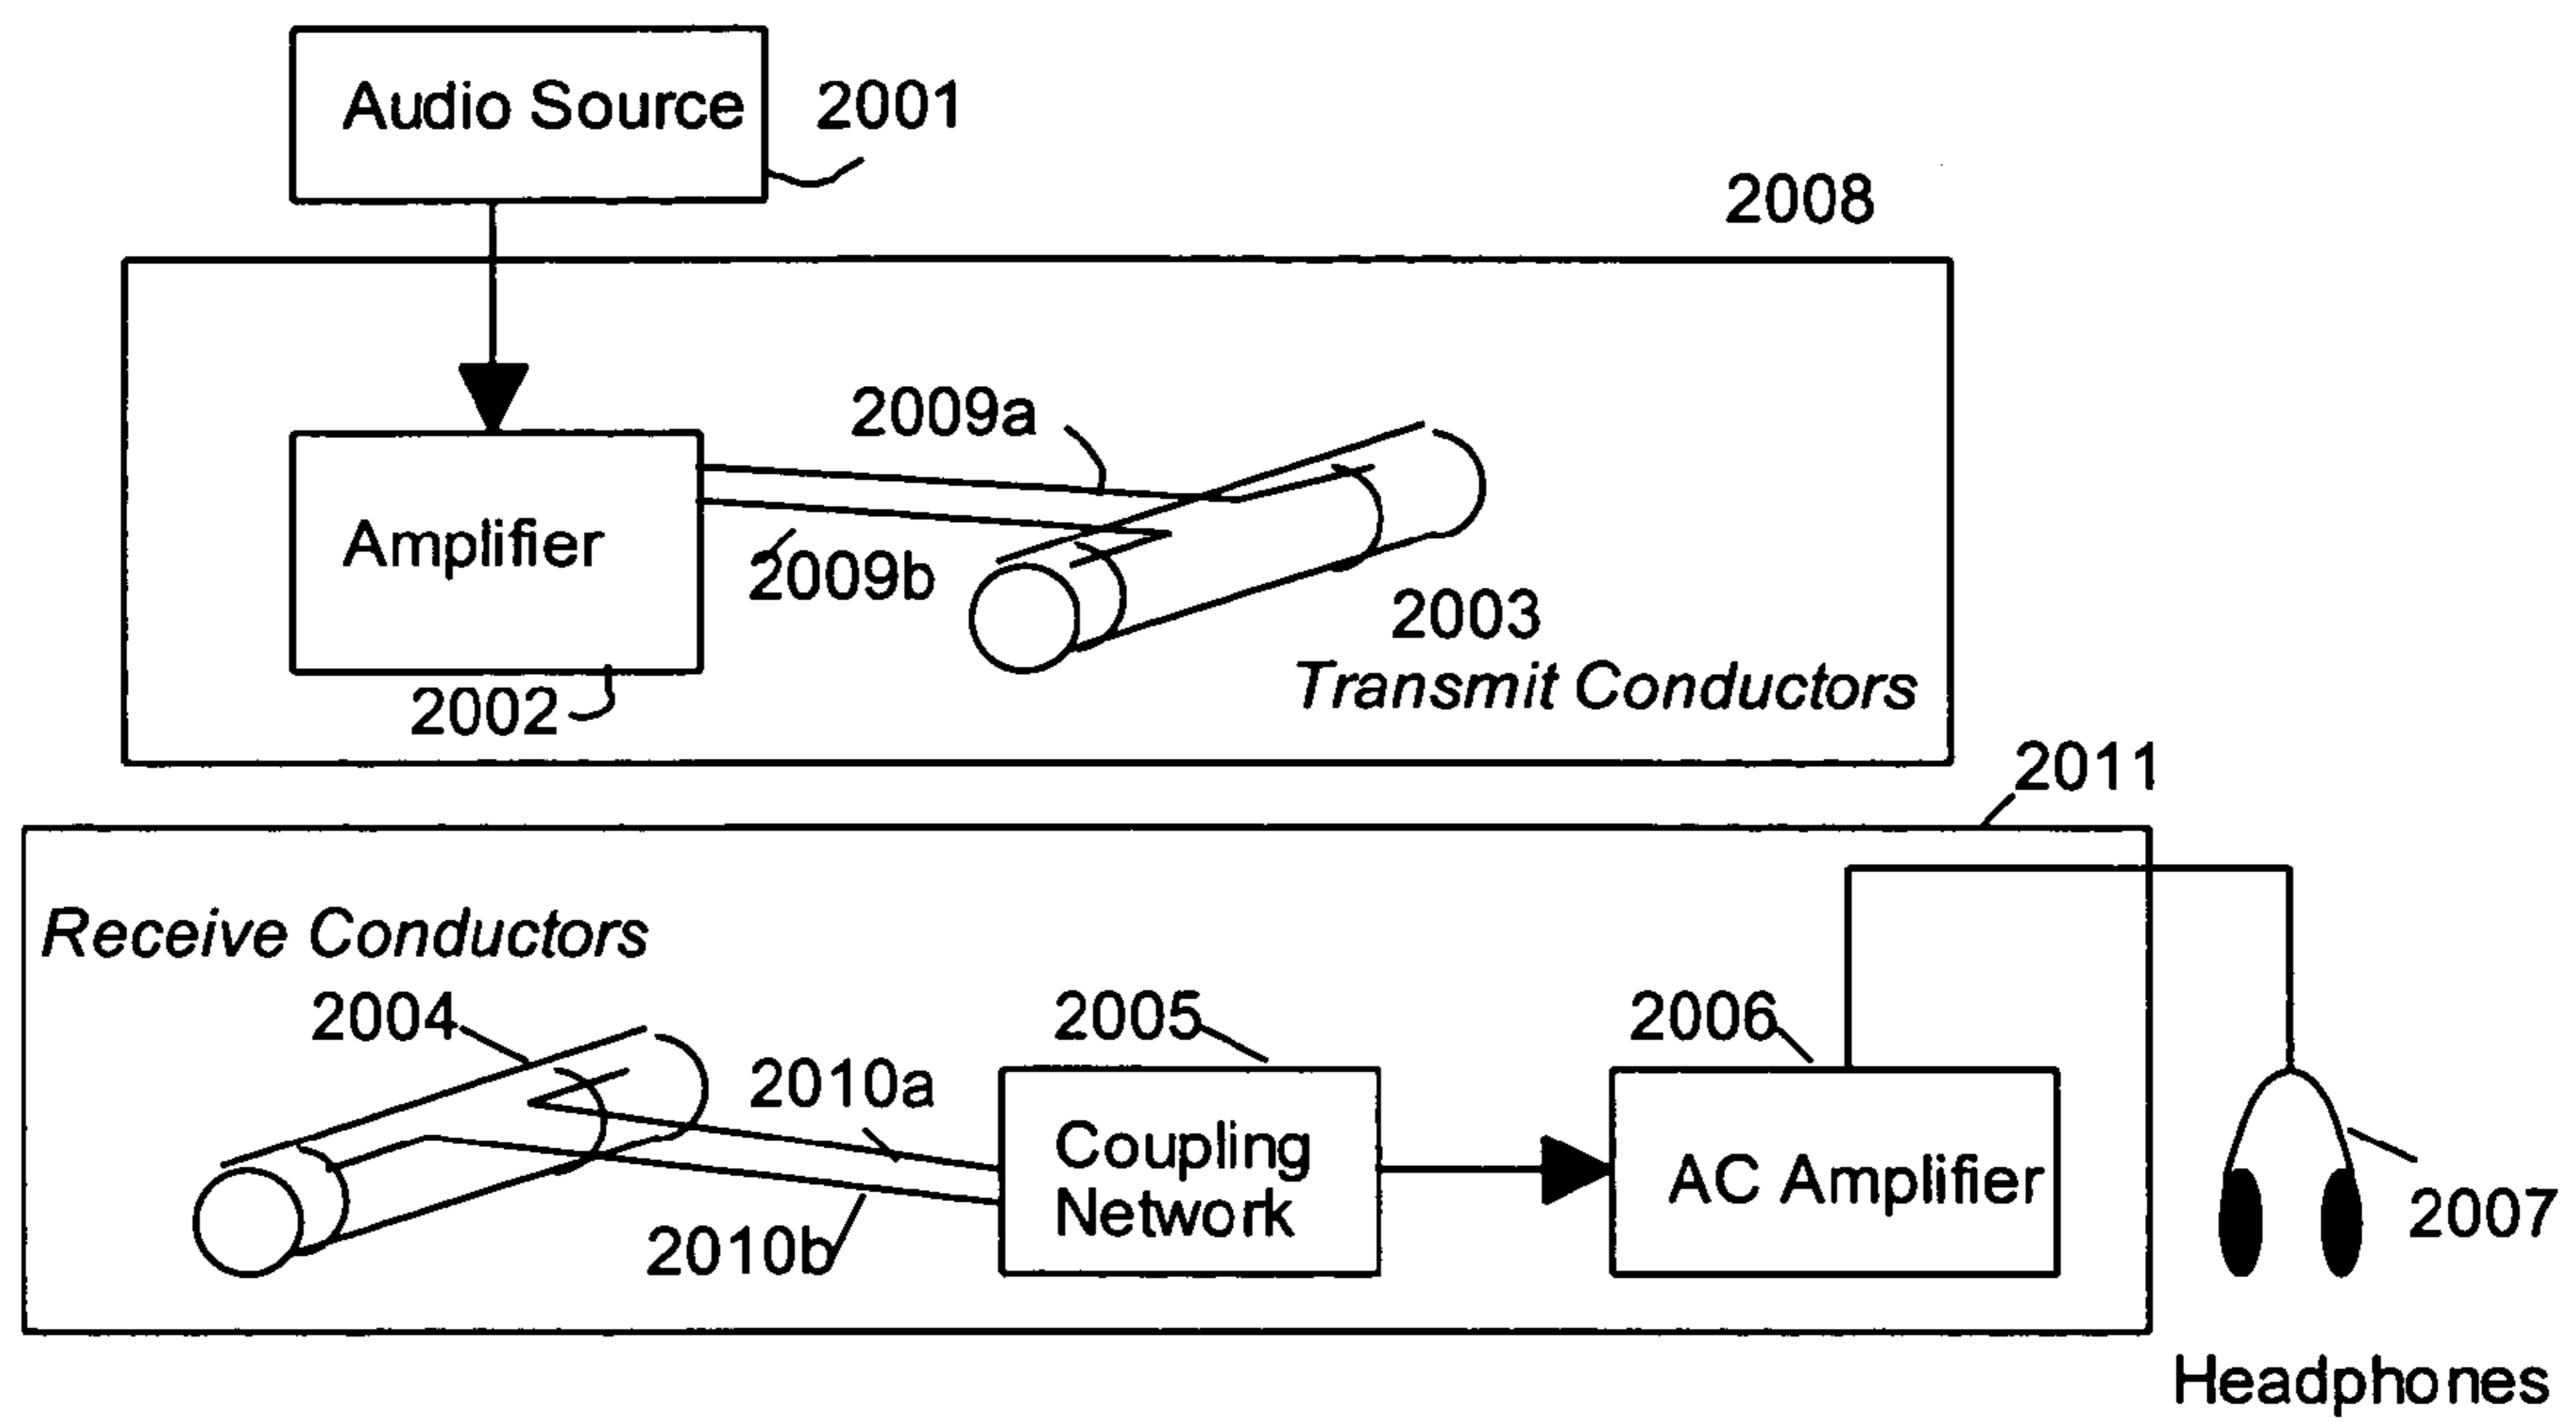 Audio Source
2001
2008
2009a
Amplifier
2009b
2003
Transmit Conductors
2002
2011
Receive Conductors
2004
2005
2006
2010a
Coupling
Network
AC Amplifier
2010b
2007
Headphones